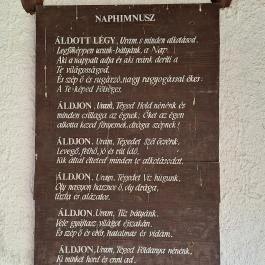 NAPHIMNUSZ
ÁLDOTT LÉGY, Uram, s minden alkotásod,
Legfőképpen urunk-bátyánk, a Nap,
Aki a nappalt adja és aki reánk deríti a
Te világosságod.
És szép ő és sugárzó, nagy ragyogással ékes:
A Te képed Fölséges.
ÁLDJON, Uram, Téged Hold nénénk és
minden csillaga az égnek. Őket az égen
alkotta kezed fényesnek, drága szépnek!
ÁLDJON, Uram, Tégedet Szél öcsénk,
Levegő, felhő, jó és rút idő,
Kik által élteted minden te alkotásodat.
ÁLDJON, Uram, Tégedet Víz húgunk,
Oly nagyon hasznos ő, oly drága,
tiszta és alázatos.
ÁLDJON, Uram, Tűz bátyánk,
Vele gyújtasz világot éjszakán.
És szép ő és erős, hatalmas és vidám.
ÁLDJON, Uram, Téged Földanya nénénk,
Ki minket hord és enni ad.